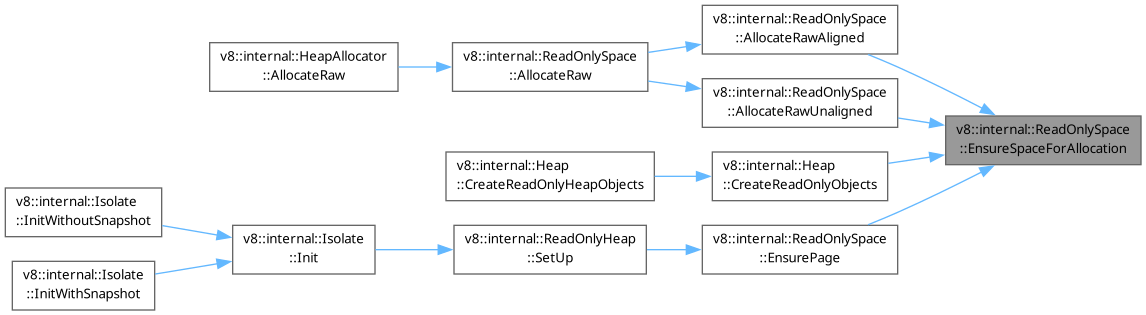 v8::internal::ReadOnlySpace
::AllocateRawAligned
v8::internal::HeapAllocator
::AllocateRaw
v8::internal::ReadOnlySpace
::AllocateRaw
v8::internal::ReadOnlySpace
::AllocateRawUnaligned
v8::internal::ReadOnlySpace
::EnsureSpaceForAllocation
v8::internal::Heap
::CreateReadOnlyHeapObjects
v8::internal::Heap
::CreateReadOnlyObjects
v8::internal::Isolate
::InitWithoutSnapshot
v8::internal::Isolate
::Init
v8::internal::ReadOnlyHeap
::SetUp
v8::internal::ReadOnlySpace
::EnsurePage
v8::internal::Isolate
::InitWithSnapshot